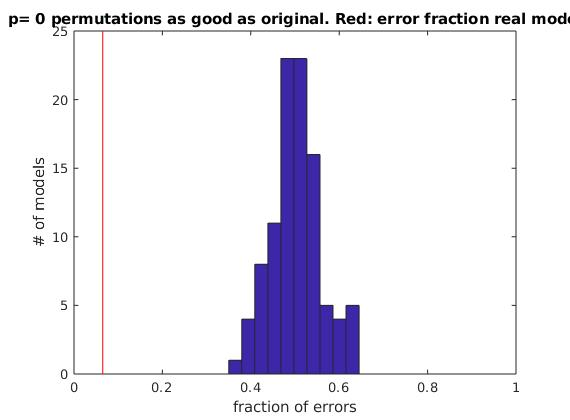 p= 0 permutations as good as original. Red: error fraction real mode
25
20
15
10
5
0
# of models
0 0.2 0.4 0.6 0.8 1
fraction of errors